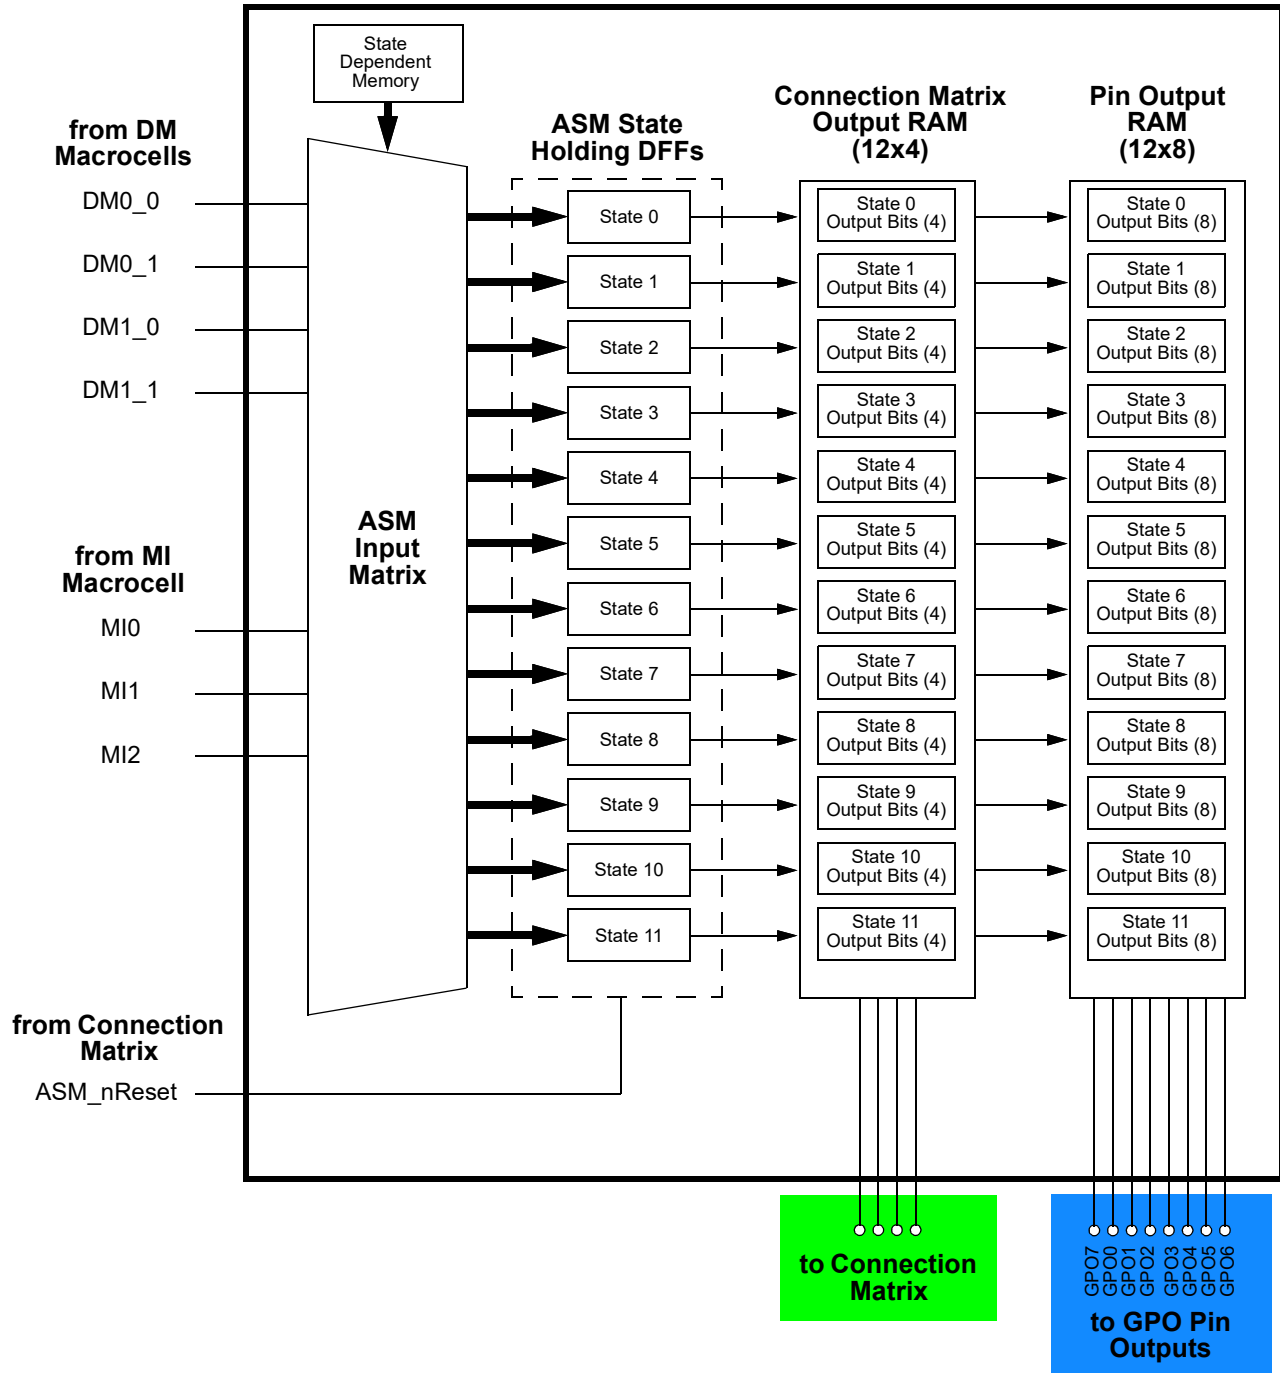 State
Dependent
Memory
from DM
Macrocells
DM0_0
DM0_1
DM1_0
DM1_1
from MI
Macrocell
MI0
MI1
MI2
from Connection
Matrix
ASM_nReset
ASM
Input
Matrix
ASM State
Holding DFFs
State 0
State 1
State 2
State 3
State 4
State 5
State 6
State 7
State 8
State 9
State 10
State 11
Connection Matrix
Output RAM
(12x4)
State 0
Output Bits (4)
State 1
Output Bits (4)
State 2
Output Bits (4)
State 3
Output Bits (4)
State 4
Output Bits (4)
State 5
Output Bits (4)
State 6
Output Bits (4)
State 7
Output Bits (4)
State 8
Output Bits (4)
State 9
Output Bits (4)
State 10
Output Bits (4)
State 11
Output Bits (4)
Pin Output
RAM
(12x8)
State 0
Output Bits (8)
State 1
Output Bits (8)
State 2
Output Bits (8)
State 3
Output Bits (8)
State 4
Output Bits (8)
State 5
Output Bits (8)
State 6
Output Bits (8)
State 7
Output Bits (8)
State 8
Output Bits (8)
State 9
Output Bits (8)
State 10
Output Bits (8)
State 11
Output Bits (8)
to Connection
Matrix
GPO7
GPO0
GPO1
GPO2
GPO3
GPO4
GPO5
GPO6
to GPO Pin
Outputs